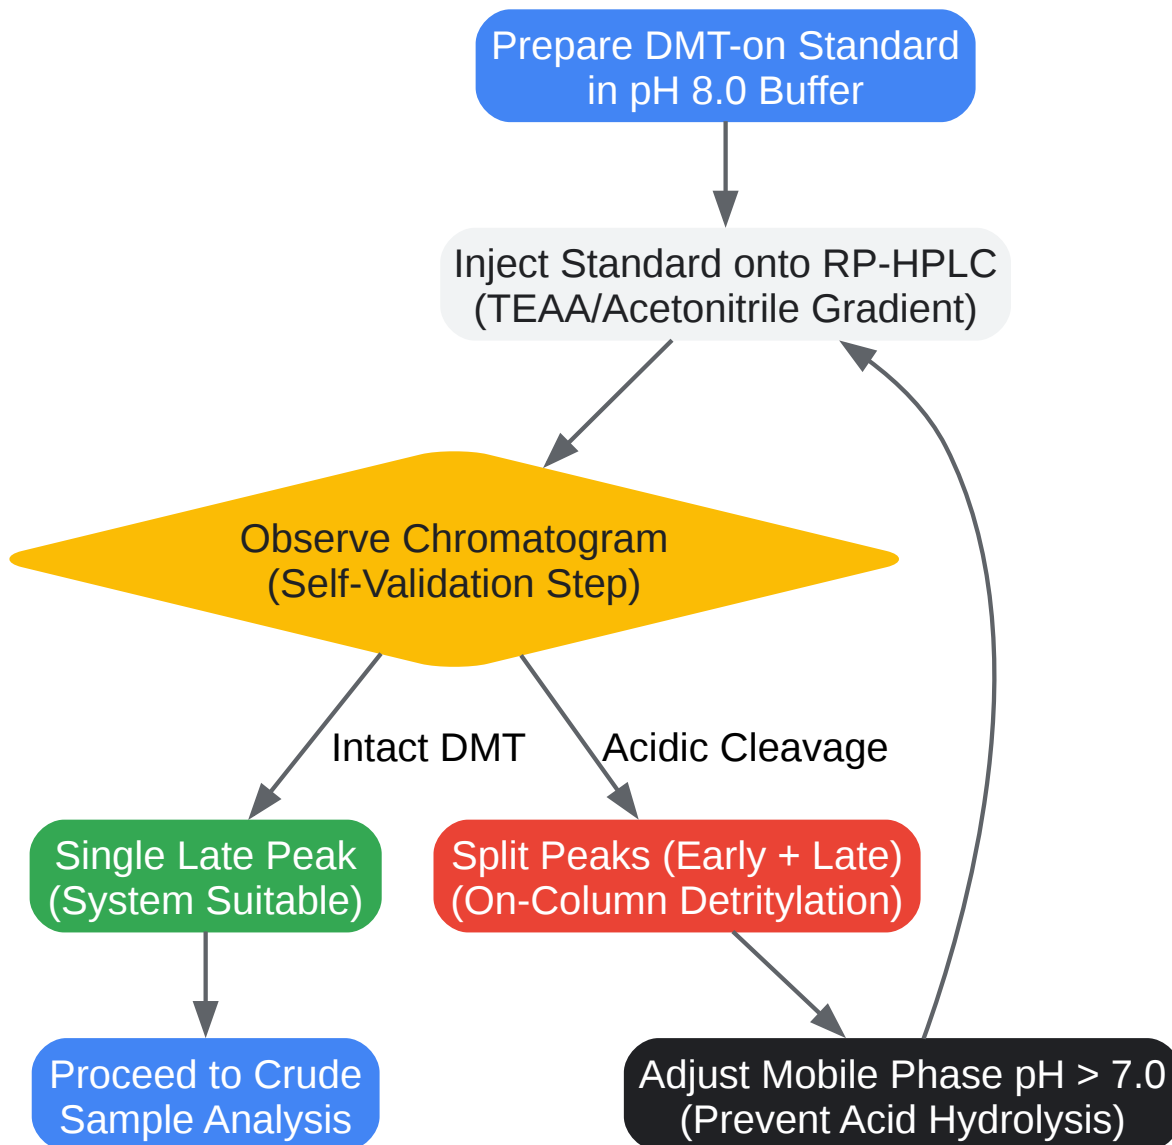 Prepare DMT-on Standard
in pH 8.0 Buffer
Inject Standard onto RP-HPLC
(TEAA/Acetonitrile Gradient)
Observe Chromatogram
(Self-Validation Step)
Intact DMT
Acidic Cleavage
Single Late Peak
(System Suitable)
Split Peaks (Early + Late)
(On-Column Detritylation)
Proceed to Crude
Sample Analysis
Adjust Mobile Phase pH > 7.0
(Prevent Acid Hydrolysis)